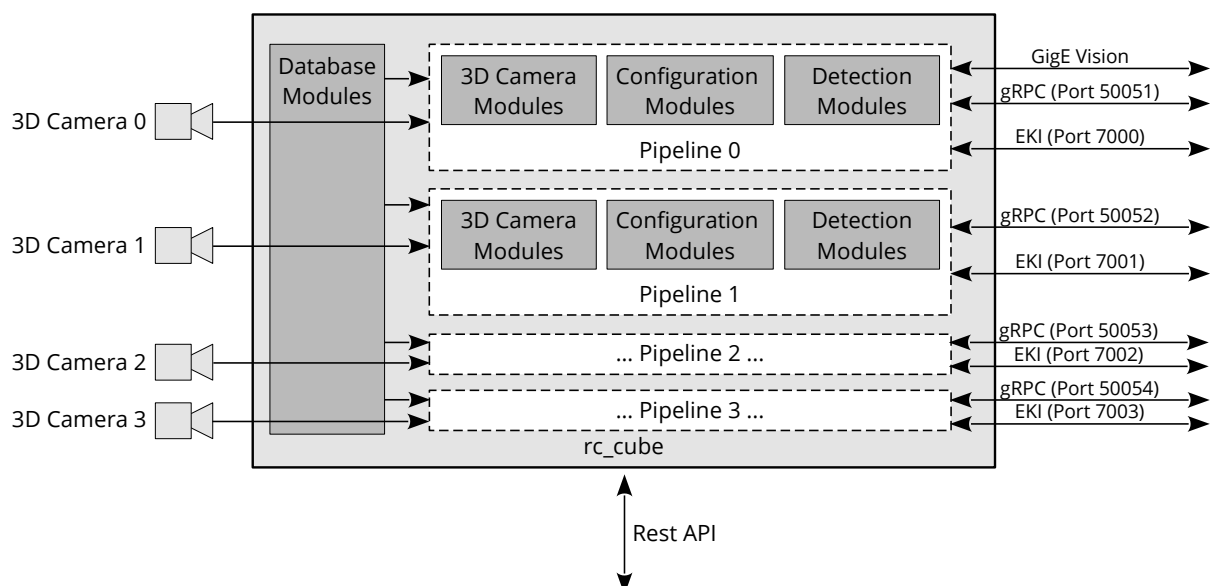 Database
Modules
3D Camera
Modules
Configuration
Modules
Detection
Modules
Pipeline 0
3D Camera 0
GigE Vision
gRPC (Port 50051)
EKI (Port 7000)
3D Camera
Modules
Configuration
Modules
Detection
Modules
Pipeline 1
3D Camera 1
gRPC (Port 50052)
EKI (Port 7001)
3D Camera 2
... Pipeline 2 ...
gRPC (Port 50053)
EKI (Port 7002)
3D Camera 3
... Pipeline 3 ...
gRPC (Port 50054)
EKI (Port 7003)
rc_cube
Rest API